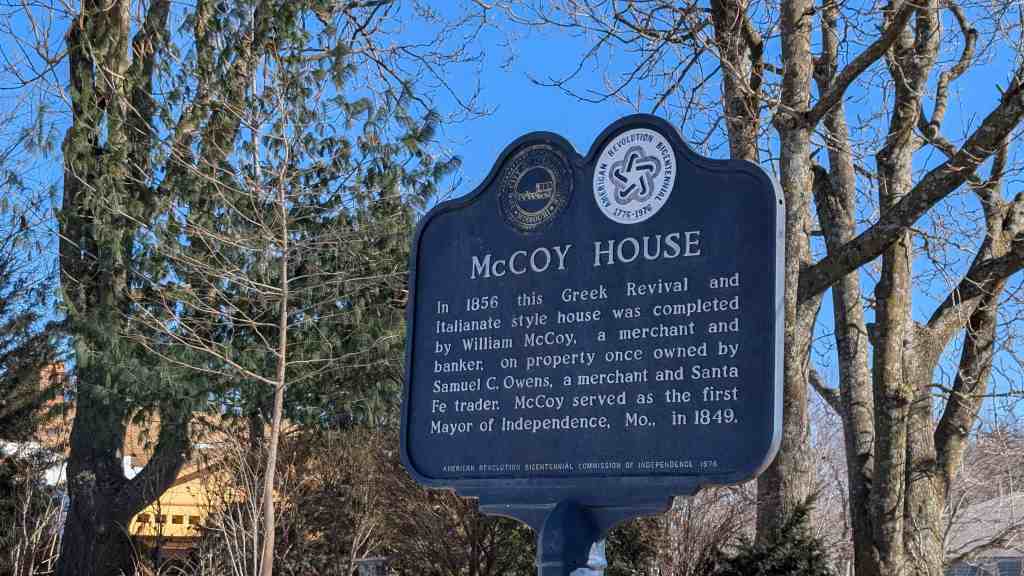 AMERICAN REVOLUTION BICENTENNIAL
1776-1976
McCOY HOUSE
In 1856 this Greek Revival and
Italianate style house was completed
by William McCoy, a merchant and
banker, on property once owned by
Samuel C. Owens, a merchant and Santa
Fe trader. McCoy served as the first
Mayor of Independence, Mo., in 1849.
AMERICAN REVOLUTION BICENTENNIAL COMMISSION OF INDEPENDENCE 1976